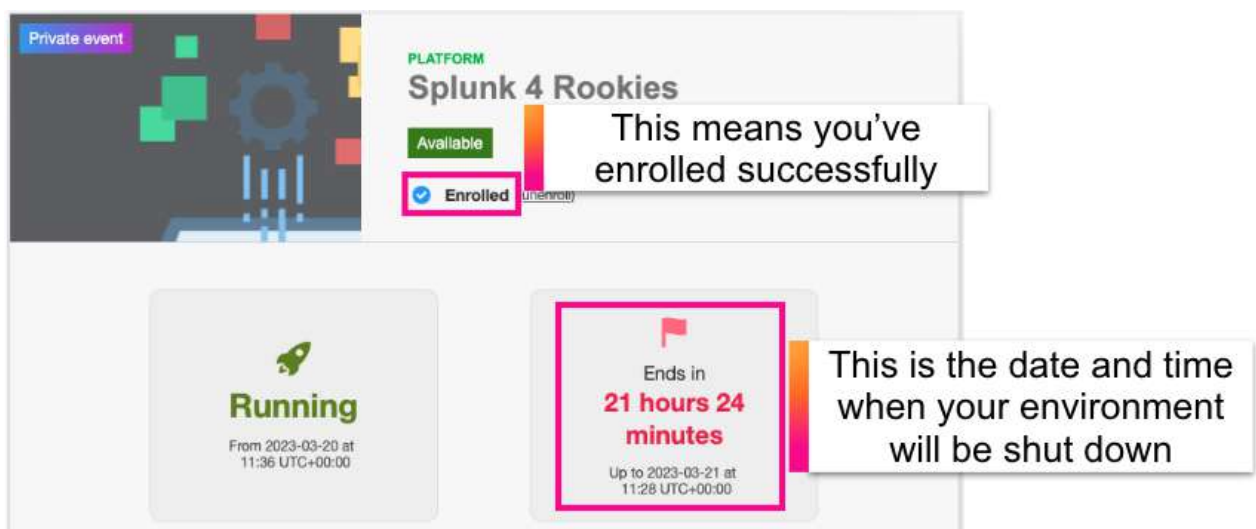 Private event
PLATFORM
Splunk 4 Rookies
Available
This means you've
enrolled successfully
Enrolled (unenroll)
Running
From 2023-03-20 at
11:36 UTC+00:00
Ends in
21 hours 24
minutes
Up to 2023-03-21 at
11:28 UTC+00:00
This is the date and time
when your environment
will be shut down